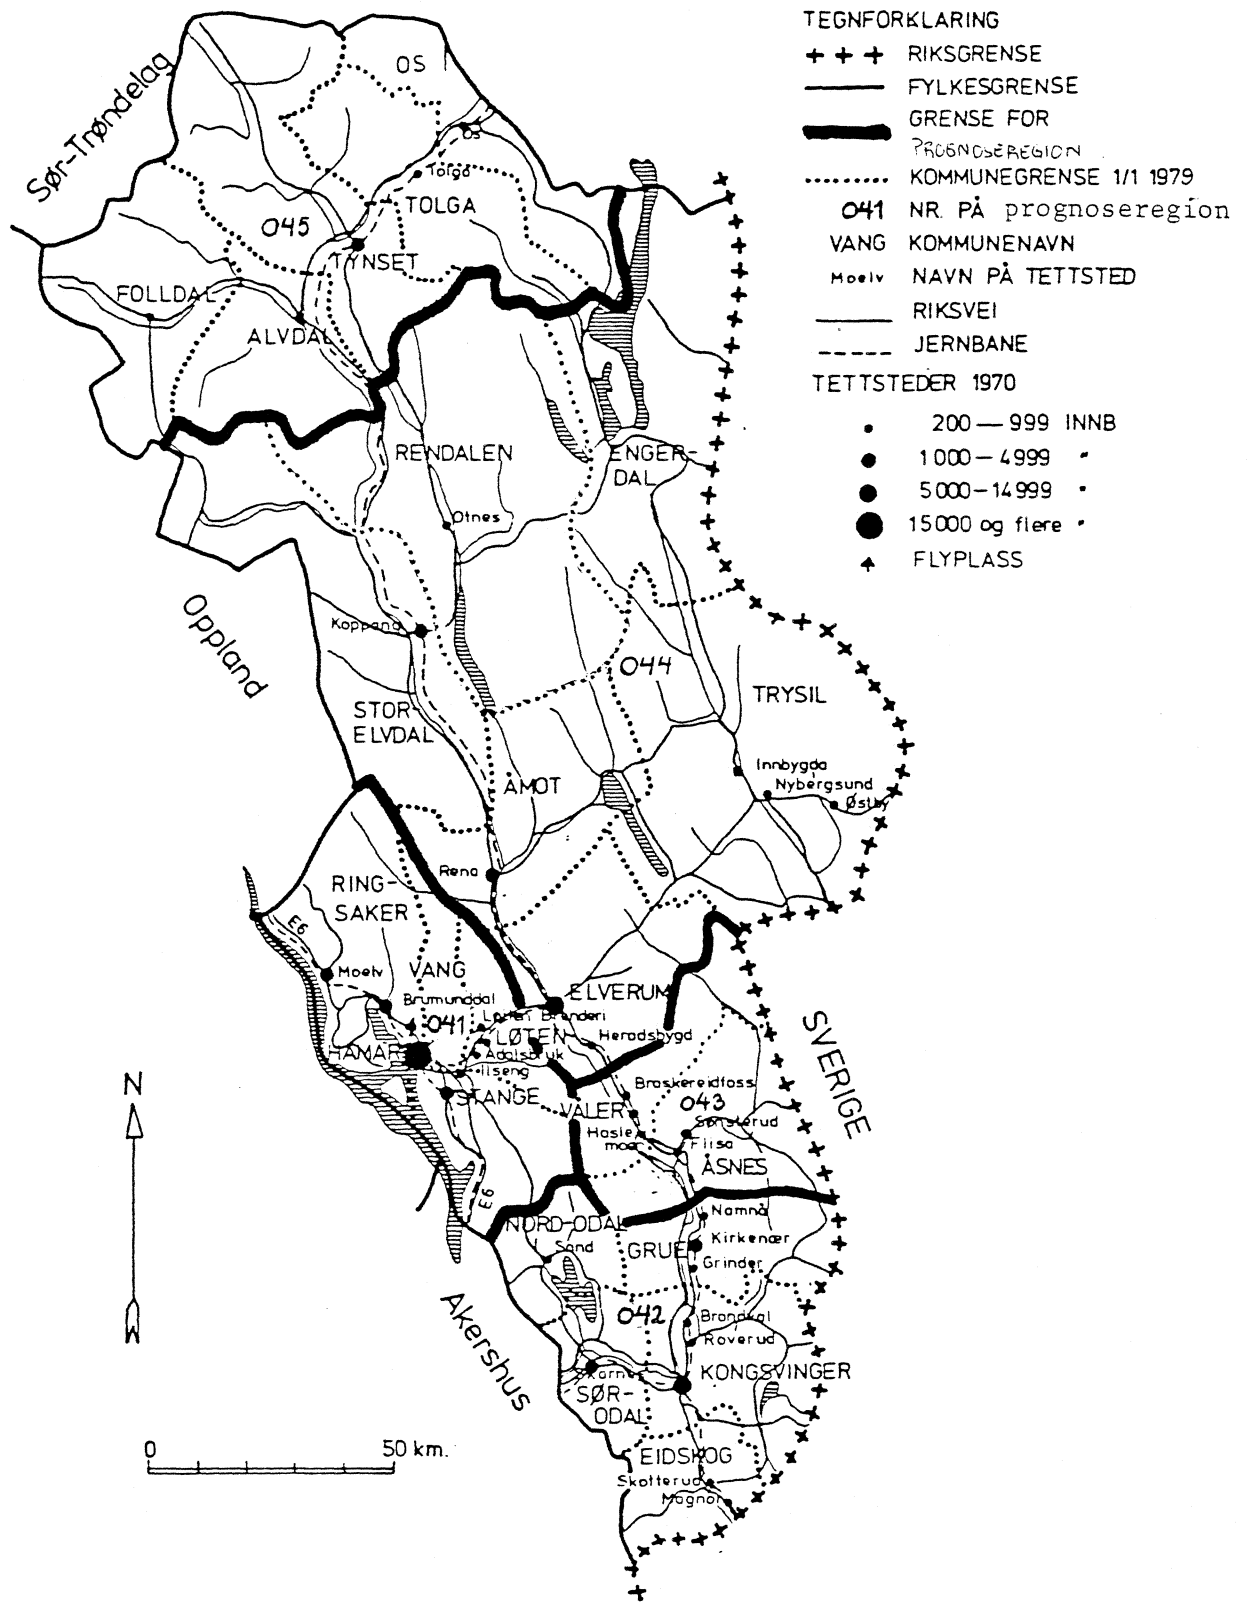 TEGNFORKLARING
RIKSGRENSE
FYLKESGRENSE
GRENSE FOR
PROGNOSEREGION
KOMMUNEGRENSE 1/1 1979
041 NR. PÅ prognoseregion
VANG KOMMUNENAVN
Moelv NAVN PÅ TETTSTED
RIKSVEI
JERNBANE
TETTSTEDER 1970
200 — 999 INNB
1000 — 4999 "
5000 — 14999 "
15000 og flere "
FLYPLASS
Sør-Trøndelag
OS
Os
Tolga
TOLGA
045
TYNSET
FOLLDAL
ALVDAL
RENDALEN
ENGER-
DAL
Otnes
Oppland
Koppang
044
STOR-
ELVDAL
TRYSIL
ÅMOT
Innbygda
Nybergsund
Østby
Rena
RING-
SAKER
E6
Moelv
VANG
Brumunddal
ELVERUM
041
Løten Brenderi
LØTEN
Heradsbygd
HAMAR
Adalsbruk
Ilseng
STANGE
SVERIGE
N
Braskereidfoss
VALER
043
Sønsterud
Hasle
moen
Flisa
ÅSNES
E6
NORD-ODAL
Namnå
Sand
GRUE
Kirkenær
Grinder
042
Akershus
Brandval
Roverud
KONGSVINGER
Skarnes
SØR-
ODAL
0 50 km.
EIDSKOG
Skotterud
Magnor